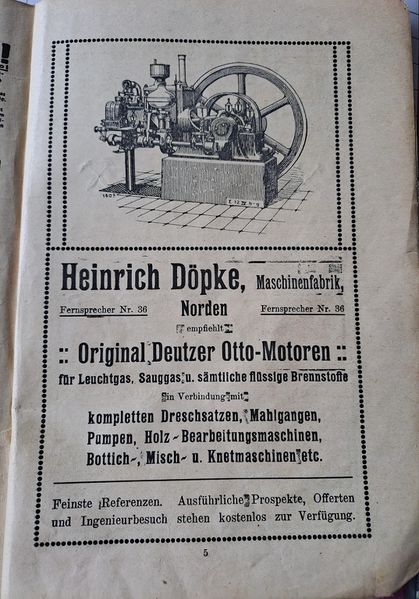 Heinrich Döpke, Maschinenfabrik,
Fernsprecher Nr. 36 Norden Fernsprecher Nr. 36
empfiehlt
:: Original Deutzer Otto-Motoren ::
für Leuchtgas, Sauggas u. sämtliche flüssige Brennstoffe
in Verbindung mit
kompletten Dreschsatzen, Mahlgangen,
Pumpen, Holz-Bearbeitungsmaschinen,
Bottich-, Misch- u. Knetmaschinen etc.
Feinste Referenzen. Ausführliche Prospekte, Offerten
und Ingenieurbesuch stehen kostenlos zur Verfügung.
5